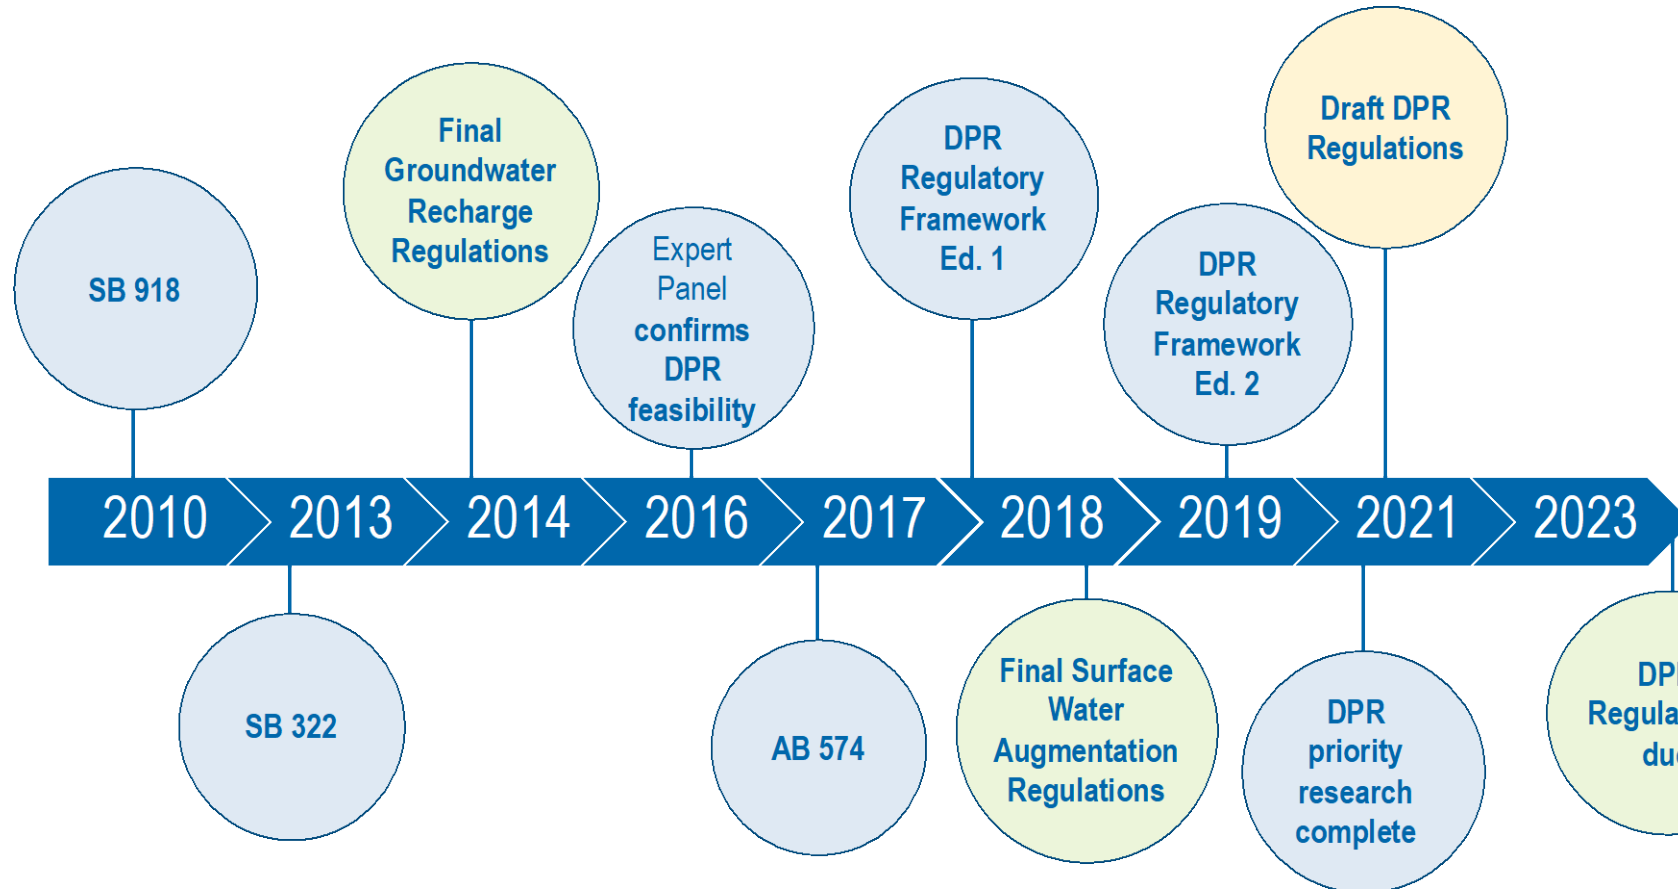 SB 918
Final
Groundwater
Recharge
Regulations
Expert
Panel
confirms
DPR
feasibility
DPR
Regulatory
Framework
Ed. 1
DPR
Regulatory
Framework
Ed. 2
Draft DPR
Regulations
2010 2013 2014 2016 2017 2018 2019 2021 2023
SB 322
AB 574
Final Surface
Water
Augmentation
Regulations
DPR
priority
research
complete